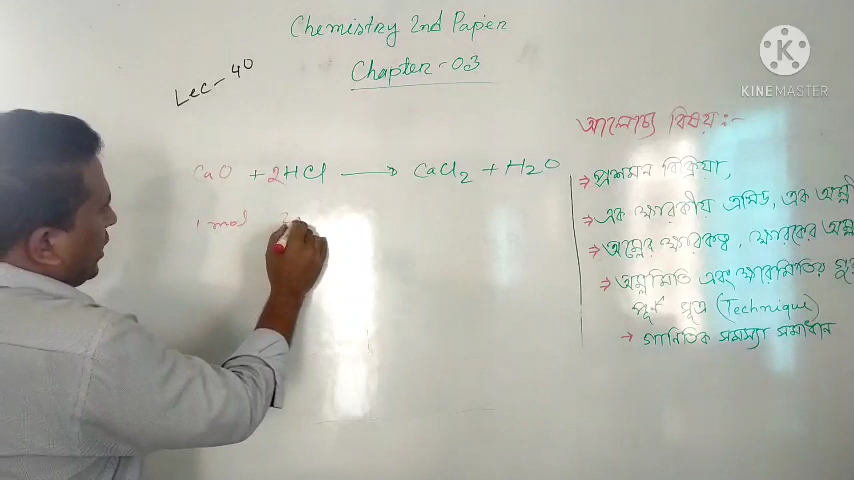 Chemistry 2nd Paper
Chapter-03
Lec-40
KINEMASTER
CaO + 2HCl → CaCl2 + H2O
1 mol 2
আলোচ্য বিষয়:-
→ প্রশমন বিক্রিয়া,
→ এক ক্ষারকীয় এসিড, এক অম্লী
→ অম্লের ক্ষারকত্ব, ক্ষারকের অম্ল
→ অম্লমিতি এবং ক্ষারমিতির
সূত্র (Technique)
→ গানিতিক সমস্যা সমাধান